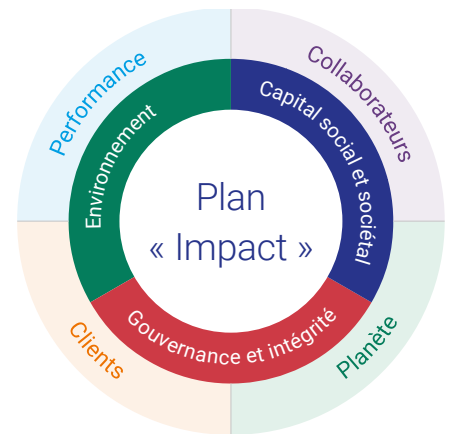 Performance
Collaborateurs
Environnement
Capital social et sociétal
Plan
« Impact »
Gouvernance et intégrité
Clients
Planète